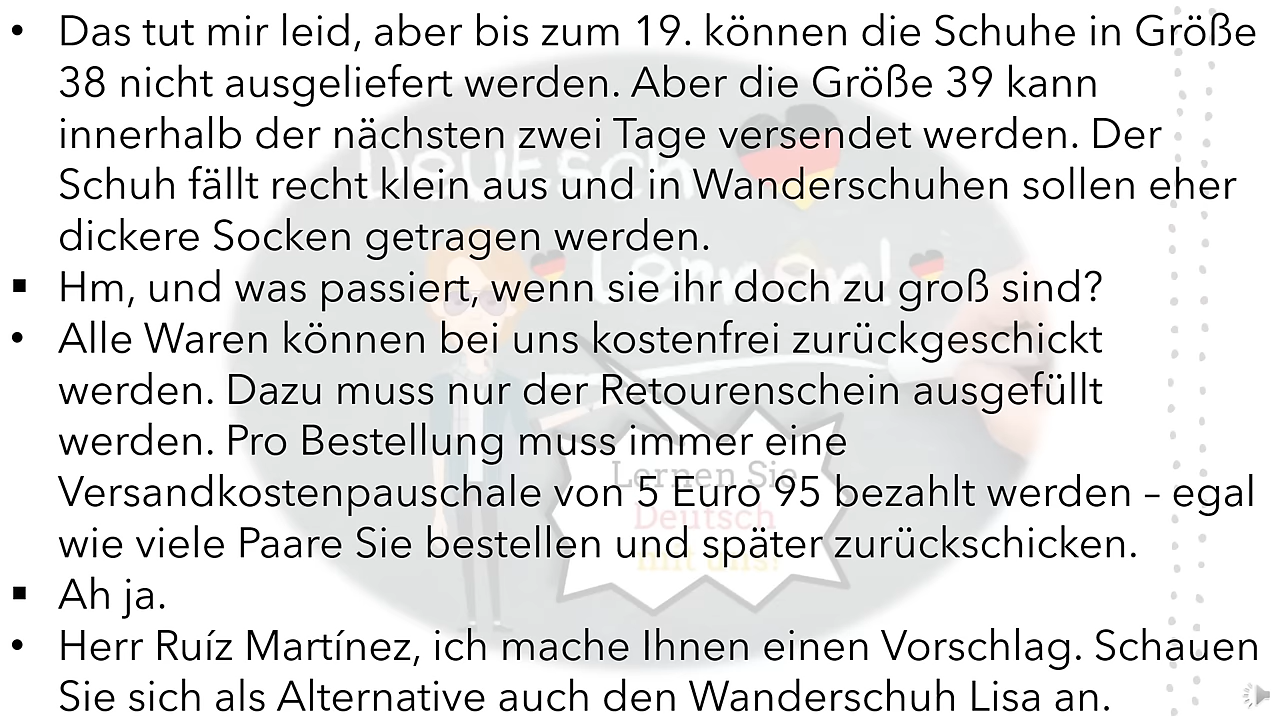 • Das tut mir leid, aber bis zum 19. können die Schuhe in Größe
38 nicht ausgeliefert werden. Aber die Größe 39 kann
innerhalb der nächsten zwei Tage versendet werden. Der
Schuh fällt recht klein aus und in Wanderschuhen sollen eher
dickere Socken getragen werden.
▪ Hm, und was passiert, wenn sie ihr doch zu groß sind?
• Alle Waren können bei uns kostenfrei zurückgeschickt
werden. Dazu muss nur der Retourenschein ausgefüllt
werden. Pro Bestellung muss immer eine
Versandkostenpauschale von 5 Euro 95 bezahlt werden – egal
wie viele Paare Sie bestellen und später zurückschicken.
▪ Ah ja.
• Herr Ruíz Martínez, ich mache Ihnen einen Vorschlag. Schauen
Sie sich als Alternative auch den Wanderschuh Lisa an.
Deutsch
Lernen!
Lernen Sie
Deutsch
mit uns!